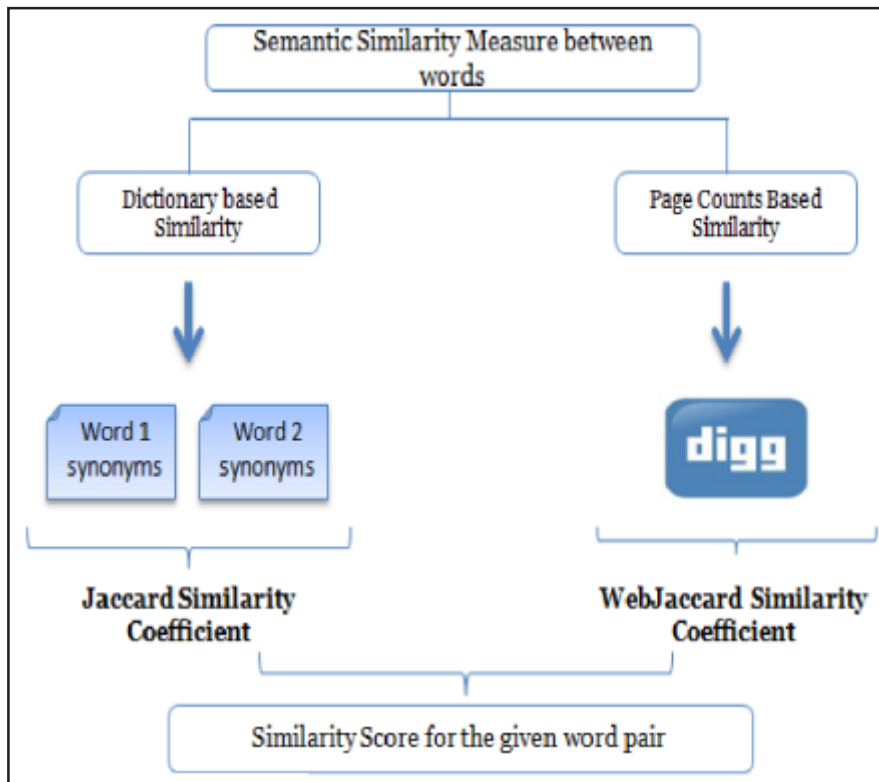 Semantic Similarity Measure between
words
Dictionary based
Similarity
Page Counts Based
Similarity
Word 1
synonyms
Word 2
synonyms
digg
Jaccard Similarity
Coefficient
WebJaccard Similarity
Coefficient
Similarity Score for the given word pair